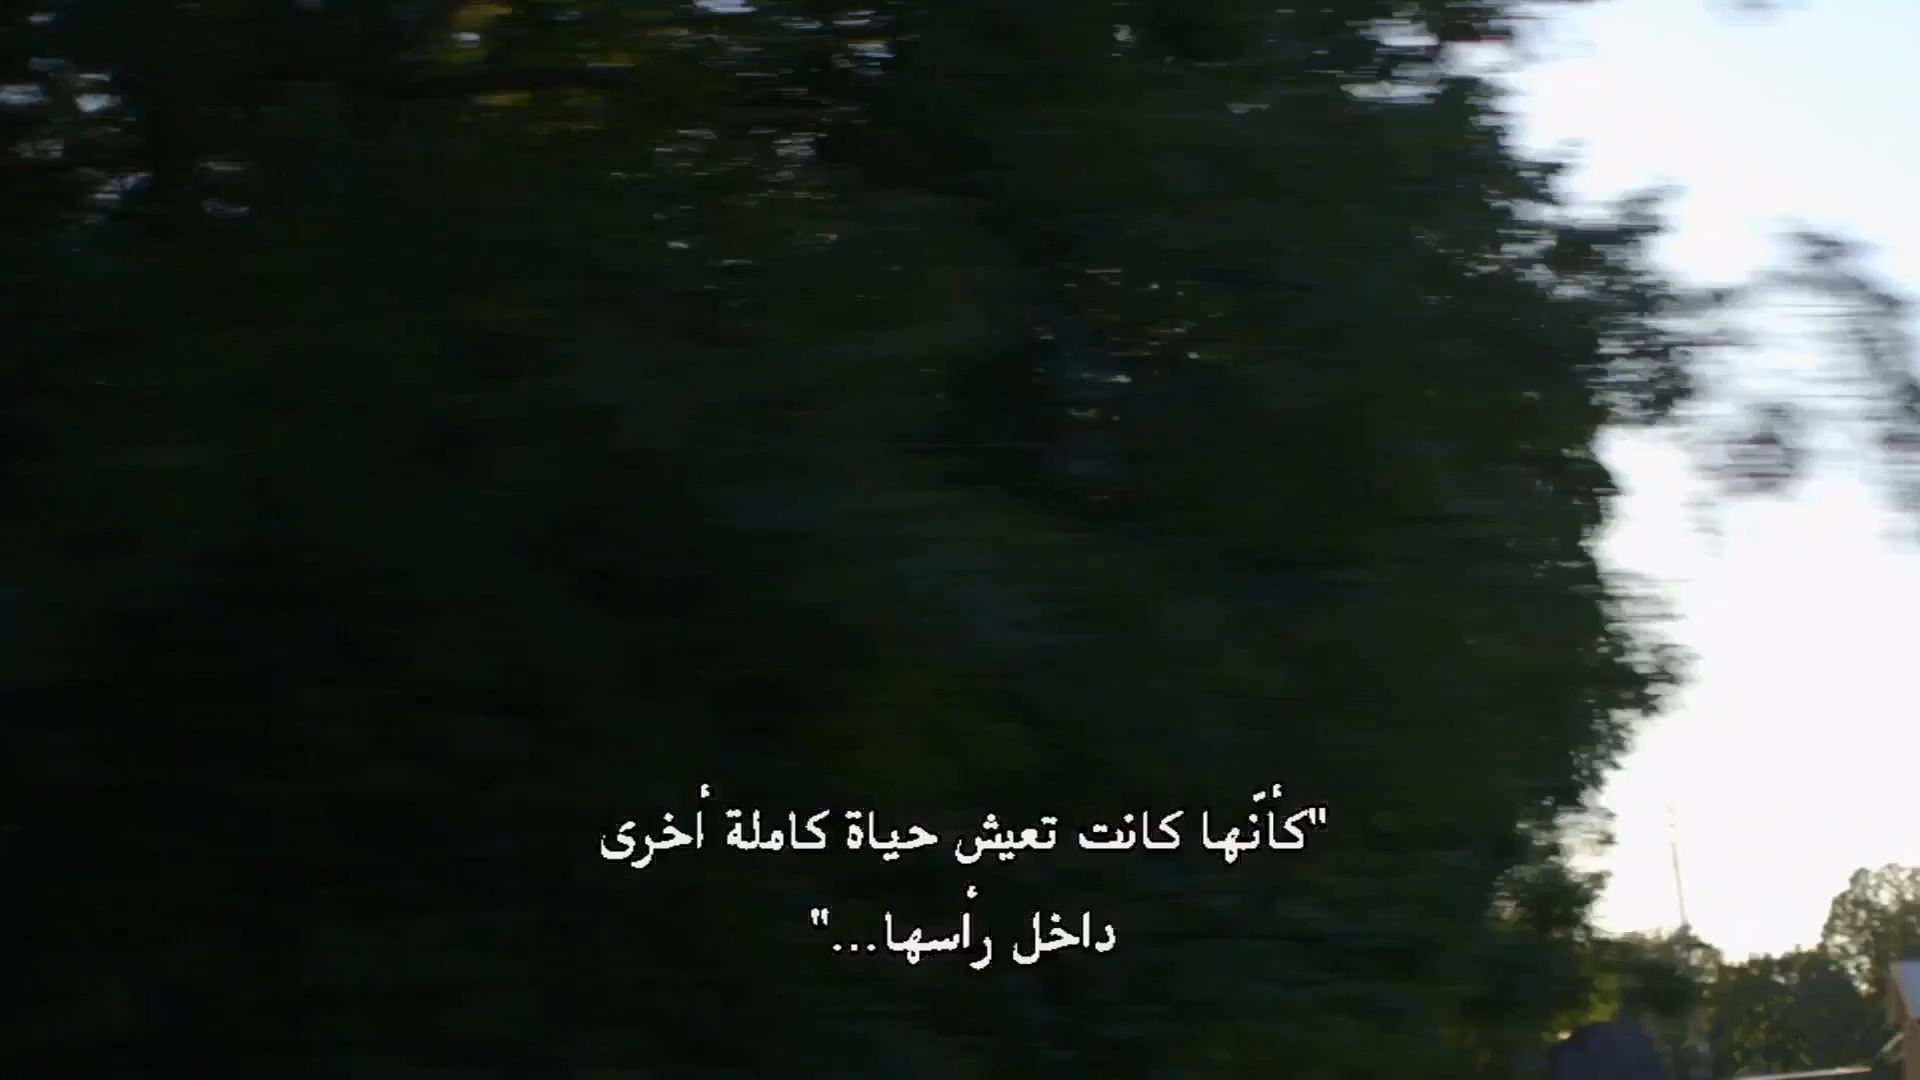 "كأنّها كانت تعيش حياة كاملة أخرى
داخل رأسها..."